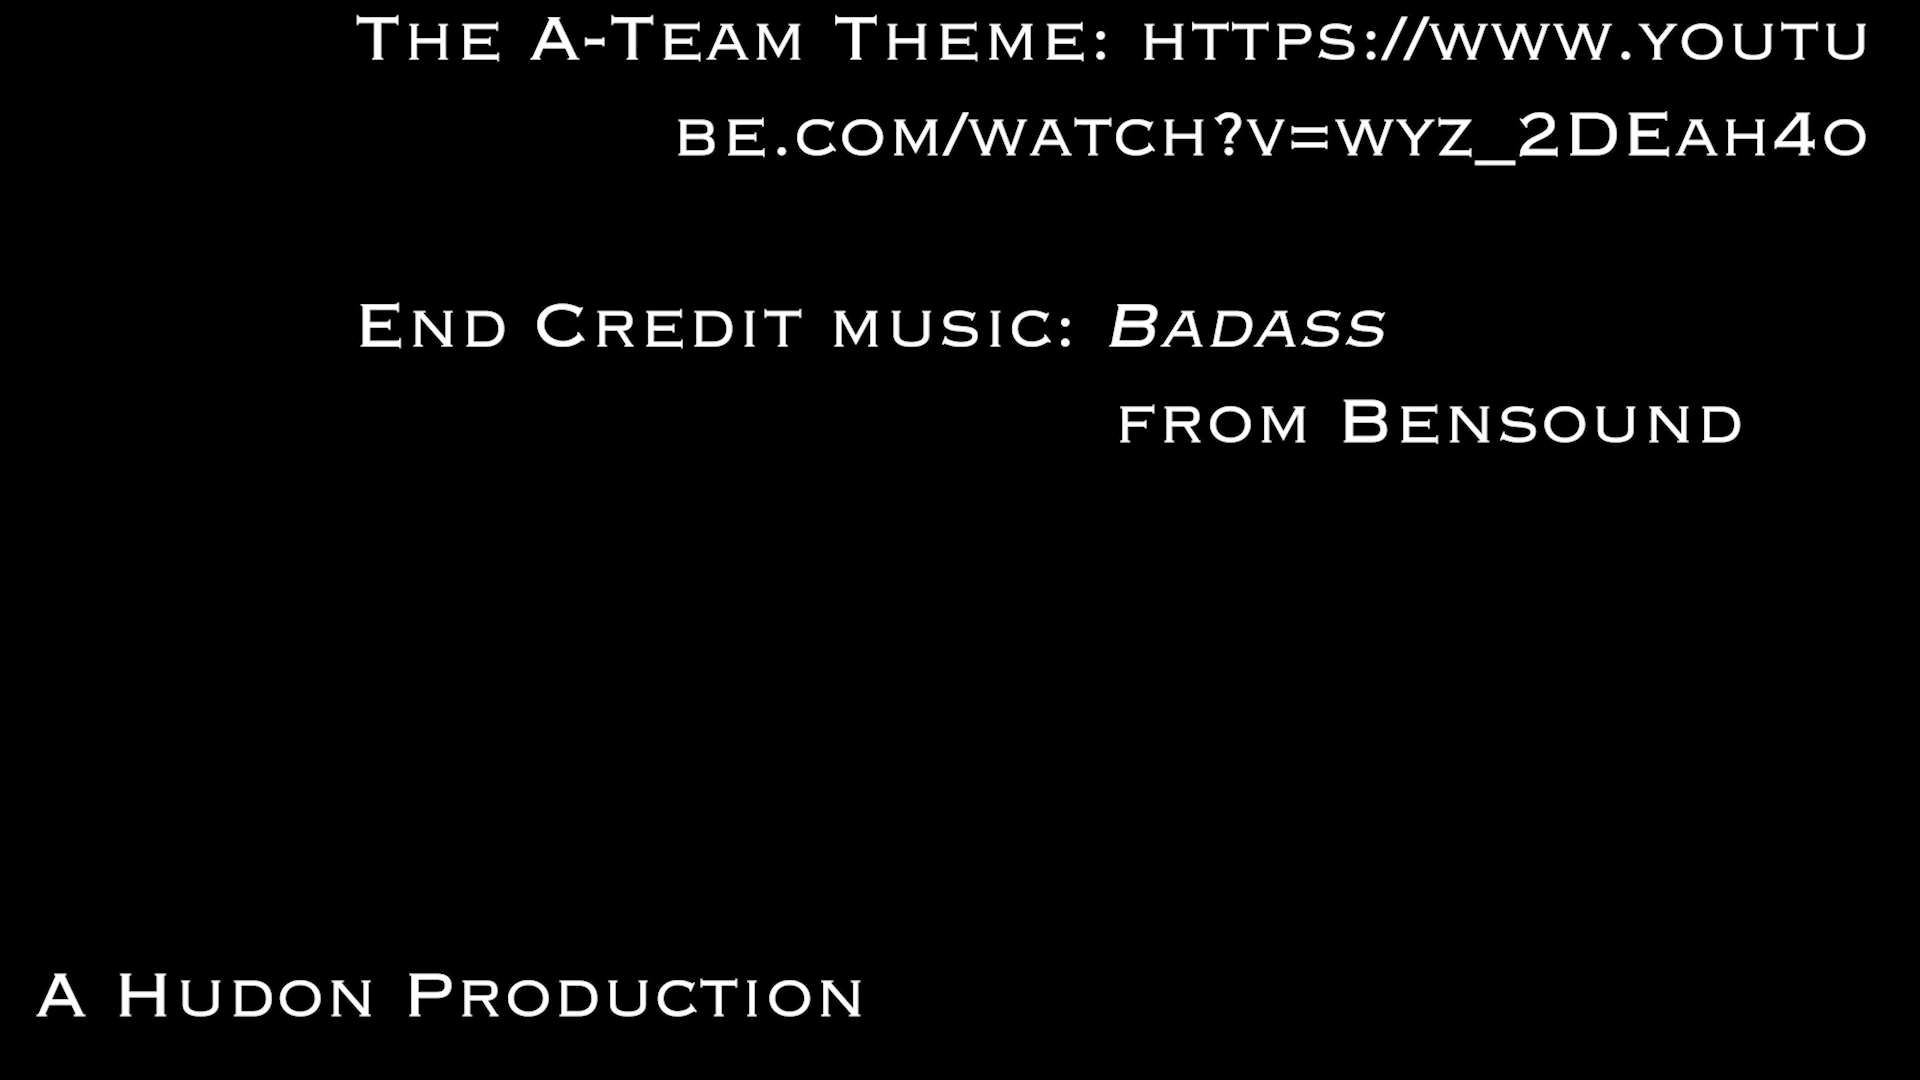 The A-Team Theme: https://www.youtu
be.com/watch?v=wyz_2DEah4o
End Credit music: Badass
from Bensound
A Hudon Production